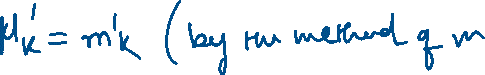 μ'ₖ = m'ₖ (by the method of m